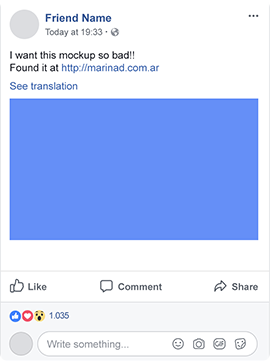 Friend Name
Today at 19:33 ·
I want this mockup so bad!!
Found it at http://marinad.com.ar
See translation
Like Comment Share
1.035
Write something...
GIF